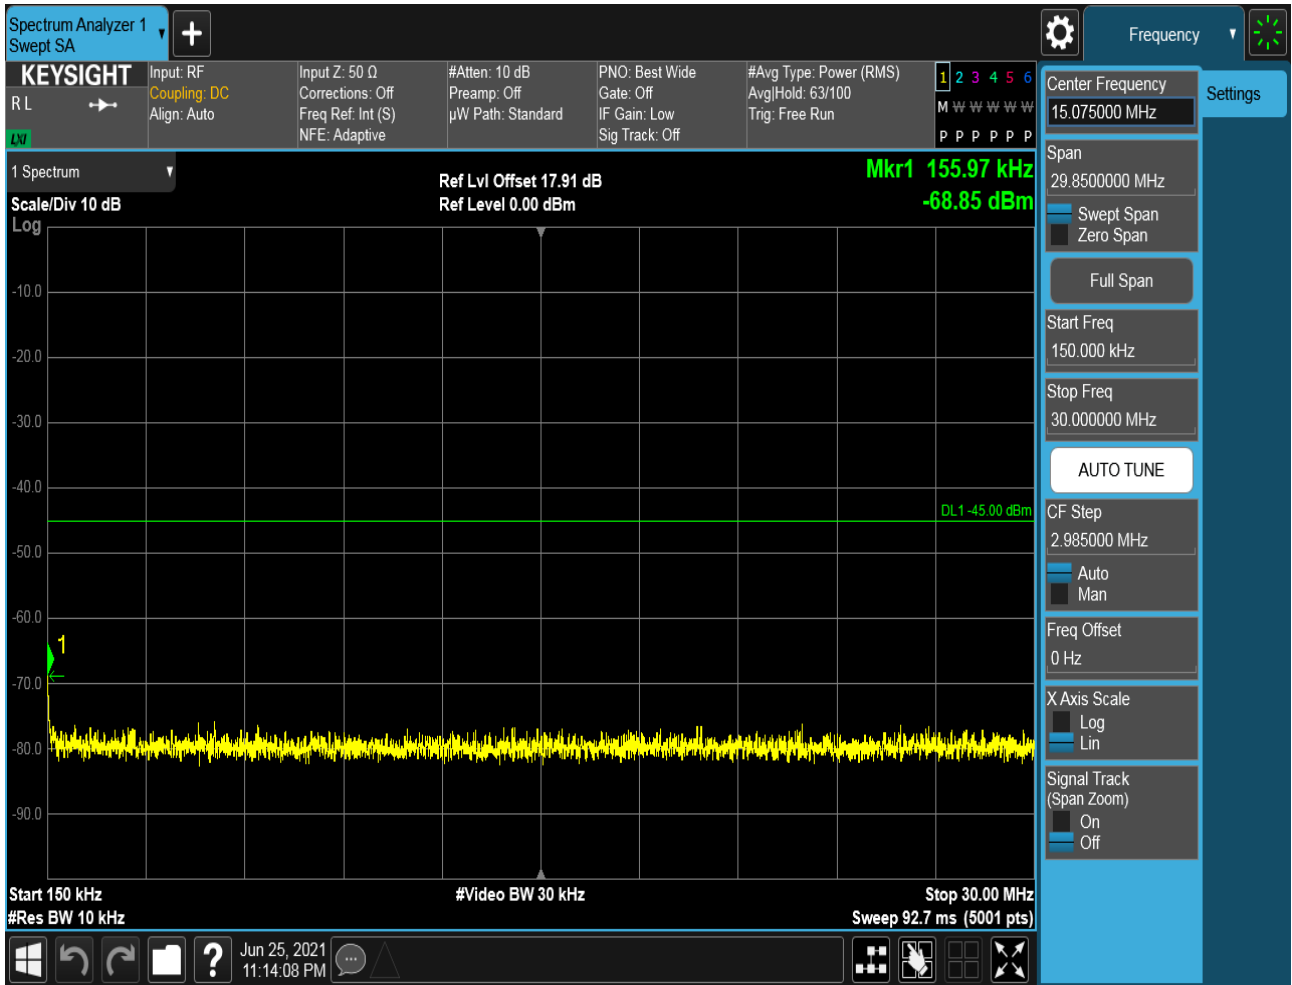 Spectrum Analyzer 1
Swept SA
+
Frequency
KEYSIGHT
R L
LXI
Input: RF
Coupling: DC
Align: Auto
Input Z: 50 Ω
Corrections: Off
Freq Ref: Int (S)
NFE: Adaptive
#Atten: 10 dB
Preamp: Off
µW Path: Standard
PNO: Best Wide
Gate: Off
IF Gain: Low
Sig Track: Off
#Avg Type: Power (RMS)
Avg|Hold: 63/100
Trig: Free Run
1 2 3 4 5 6
M W W W W W
P P P P P P
1 Spectrum
Scale/Div 10 dB
Log
Ref Lvl Offset 17.91 dB
Ref Level 0.00 dBm
Mkr1 155.97 kHz
-68.85 dBm
-10.0
-20.0
-30.0
-40.0
DL1 -45.00 dBm
-50.0
-60.0
1
-70.0
-80.0
-90.0
Start 150 kHz
#Video BW 30 kHz
Stop 30.00 MHz
#Res BW 10 kHz
Sweep 92.7 ms (5001 pts)
?
Jun 25, 2021
11:14:08 PM
Center Frequency
15.075000 MHz
Settings
Span
29.8500000 MHz
Swept Span
Zero Span
Full Span
Start Freq
150.000 kHz
Stop Freq
30.000000 MHz
AUTO TUNE
CF Step
2.985000 MHz
Auto
Man
Freq Offset
0 Hz
X Axis Scale
Log
Lin
Signal Track
(Span Zoom)
On
Off